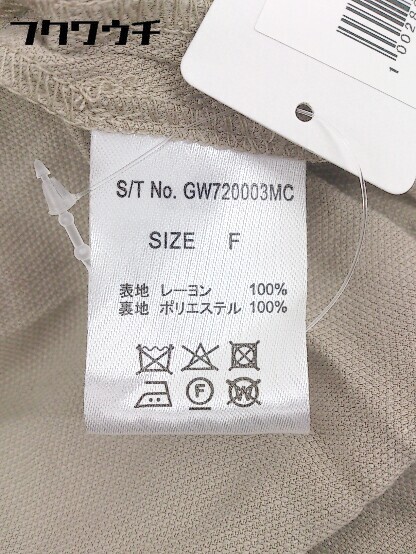 フクワウチ
S/T No. GW720003MC
SIZE F
表地 レーヨン 100%
裏地 ポリエステル 100%
F
W